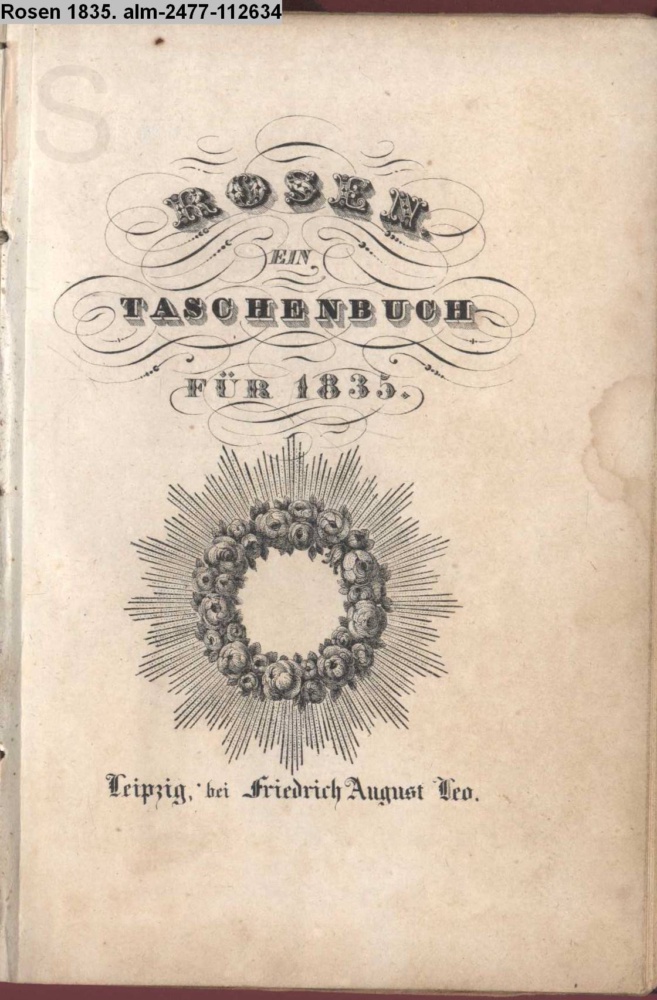 Rosen 1835. alm-2477-112634
S
ROSEN.
EIN
TASCHENBUCH
FÜR 1835.
Leipzig, bei Friedrich August Leo.